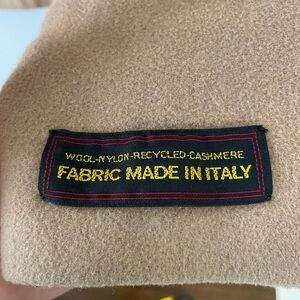 WOOL-NYLON-RECYCLED-CASHMERE
FABRIC MADE IN ITALY